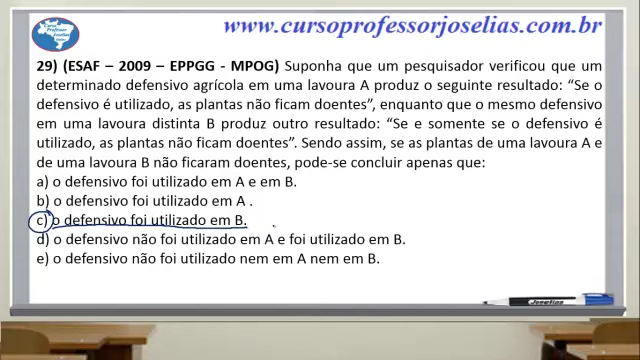 www.cursoprofessorjoselias.com.br
Curso
Professor
Joselias
29) (ESAF – 2009 – EPPGG - MPOG) Suponha que um pesquisador verificou que um
determinado defensivo agrícola em uma lavoura A produz o seguinte resultado: “Se o
defensivo é utilizado, as plantas não ficam doentes”, enquanto que o mesmo defensivo
em uma lavoura distinta B produz outro resultado: “Se e somente se o defensivo é
utilizado, as plantas não ficam doentes”. Sendo assim, se as plantas de uma lavoura A e
de uma lavoura B não ficaram doentes, pode-se concluir apenas que:
a) o defensivo foi utilizado em A e em B.
b) o defensivo foi utilizado em A .
c) o defensivo foi utilizado em B.
d) o defensivo não foi utilizado em A e foi utilizado em B.
e) o defensivo não foi utilizado nem em A nem em B.
Joselias